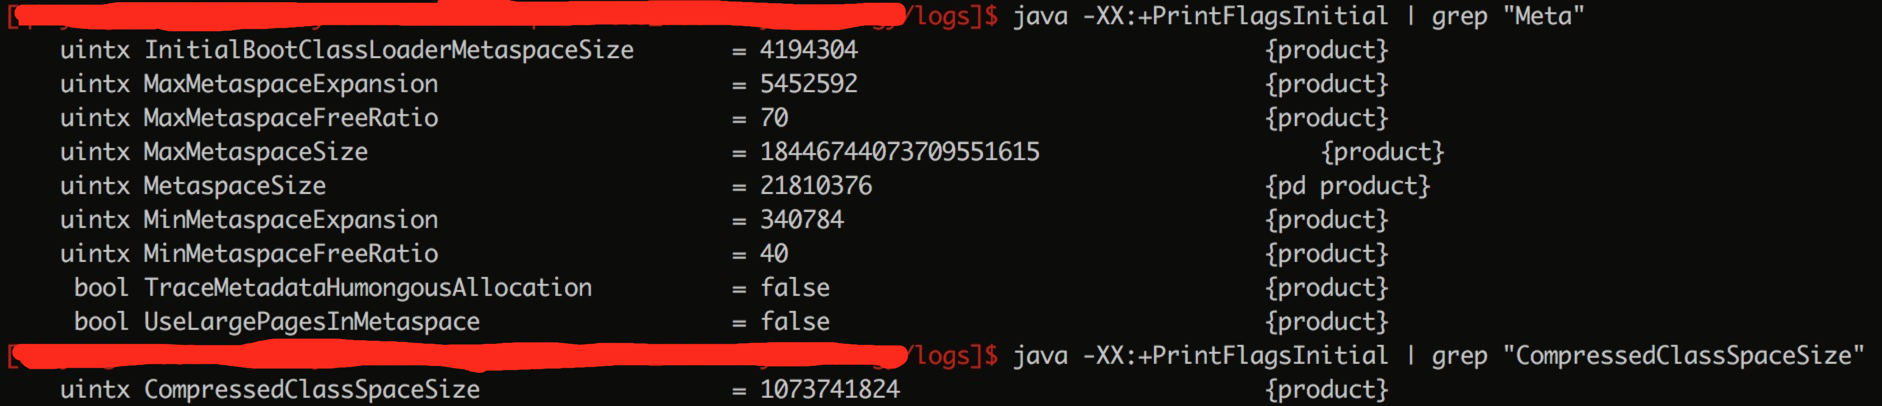 [/logs]$ java -XX:+PrintFlagsInitial | grep "Meta"
uintx InitialBootClassLoaderMetaspaceSize = 4194304 {product}
uintx MaxMetaspaceExpansion = 5452592 {product}
uintx MaxMetaspaceFreeRatio = 70 {product}
uintx MaxMetaspaceSize = 18446744073709551615 {product}
uintx MetaspaceSize = 21810376 {pd product}
uintx MinMetaspaceExpansion = 340784 {product}
uintx MinMetaspaceFreeRatio = 40 {product}
bool TraceMetadataHumongousAllocation = false {product}
bool UseLargePagesInMetaspace = false {product}
[/logs]$ java -XX:+PrintFlagsInitial | grep "CompressedClassSpaceSize"
uintx CompressedClassSpaceSize = 1073741824 {product}